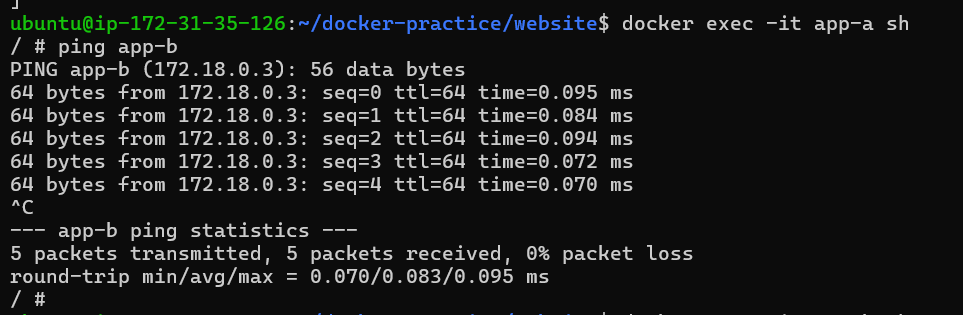 ]
ubuntu@ip-172-31-35-126:~/docker-practice/website$ docker exec -it app-a sh
/ # ping app-b
PING app-b (172.18.0.3): 56 data bytes
64 bytes from 172.18.0.3: seq=0 ttl=64 time=0.095 ms
64 bytes from 172.18.0.3: seq=1 ttl=64 time=0.084 ms
64 bytes from 172.18.0.3: seq=2 ttl=64 time=0.094 ms
64 bytes from 172.18.0.3: seq=3 ttl=64 time=0.072 ms
64 bytes from 172.18.0.3: seq=4 ttl=64 time=0.070 ms
^C
--- app-b ping statistics ---
5 packets transmitted, 5 packets received, 0% packet loss
round-trip min/avg/max = 0.070/0.083/0.095 ms
/ #